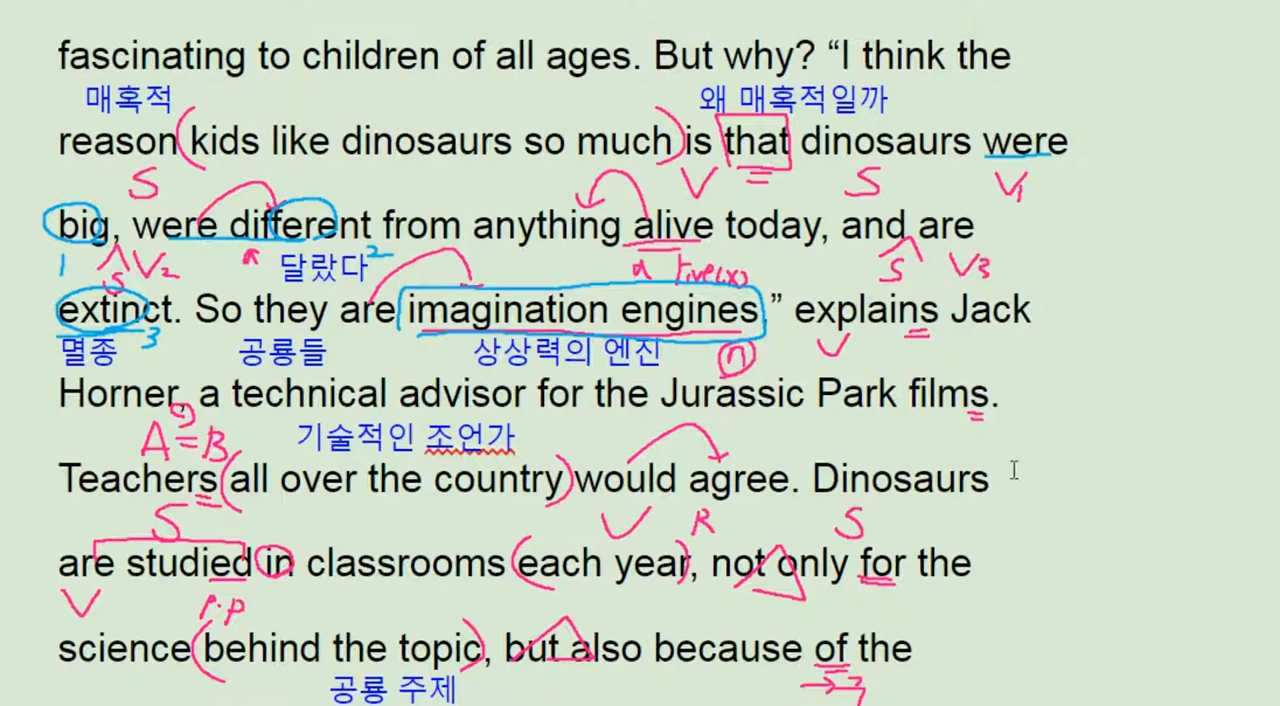 fascinating to children of all ages. But why? “I think the
매혹적 왜 매혹적일까
reason (kids like dinosaurs so much) is that dinosaurs were
S V S V₁
big, were different from anything alive today, and are
1 S V₂ 달랐다 2 a live(x) S V₃
extinct. So they are imagination engines,” explains Jack
멸종 3 공룡들 상상력의 엔진 n V
Horner, a technical advisor for the Jurassic Park films.
A=B 기술적인 조언가
Teachers (all over the country) would agree. Dinosaurs
S V R S
are studied in classrooms (each year), not only for the
V p.p
science (behind the topic), but also because of the
공룡 주제